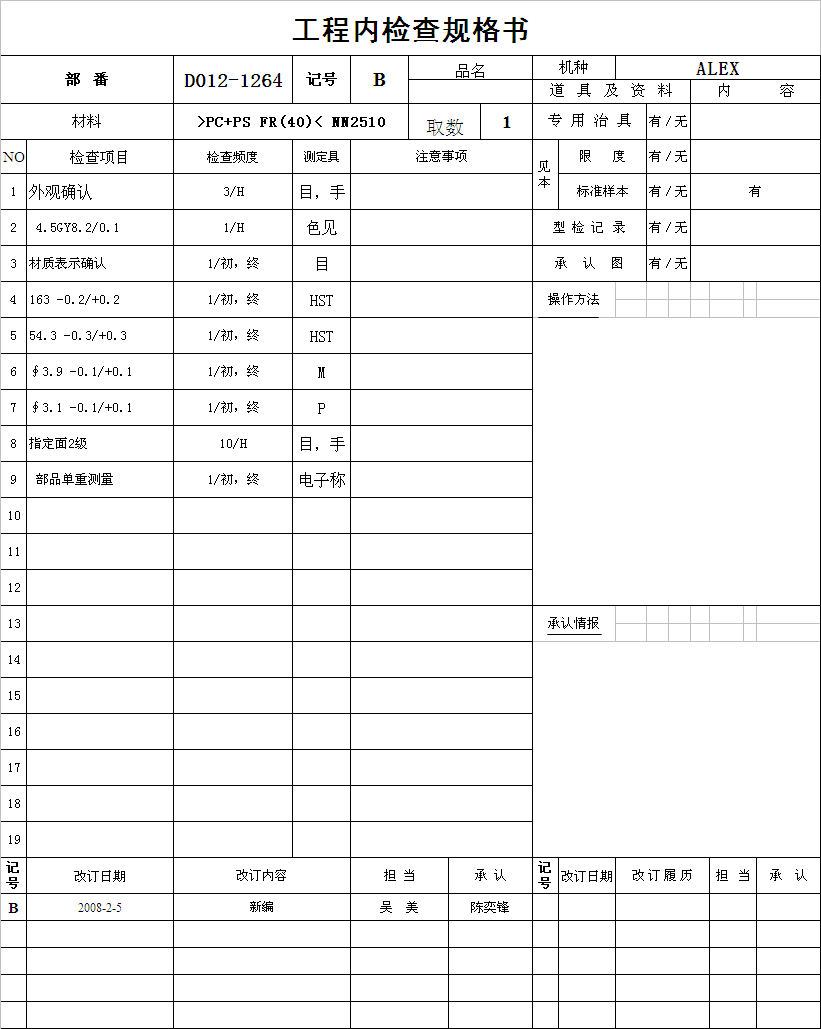 工程内检查规格书
部 番 D012-1264 记号 B 品名 机种 ALEX
道 具 及 资 料 内 容
材料 >PC+PS FR(40)< NN2510 取数 1 专 用 治 具 有/无
NO 检查项目 检查频度 测定具 注意事项 见本 限 度 有/无
1 外观确认 3/H 目，手 标准样本 有/无 有
2 4.5GY8.2/0.1 1/H 色见 型 检 记 录 有/无
3 材质表示确认 1/初，终 目 承 认 图 有/无
4 163 -0.2/+0.2 1/初，终 HST 操作方法
5 54.3 -0.3/+0.3 1/初，终 HST
6 ∮3.9 -0.1/+0.1 1/初，终 M
7 ∮3.1 -0.1/+0.1 1/初，终 P
8 指定面2级 10/H 目，手
9 部品单重测量 1/初，终 电子称
10
11
12
13 承认情报
14
15
16
17
18
19
记号 改订日期 改订内容 担 当 承 认 记号 改订日期 改订履历 担 当 承 认
B 2008-2-5 新编 吴 美 陈奕锋